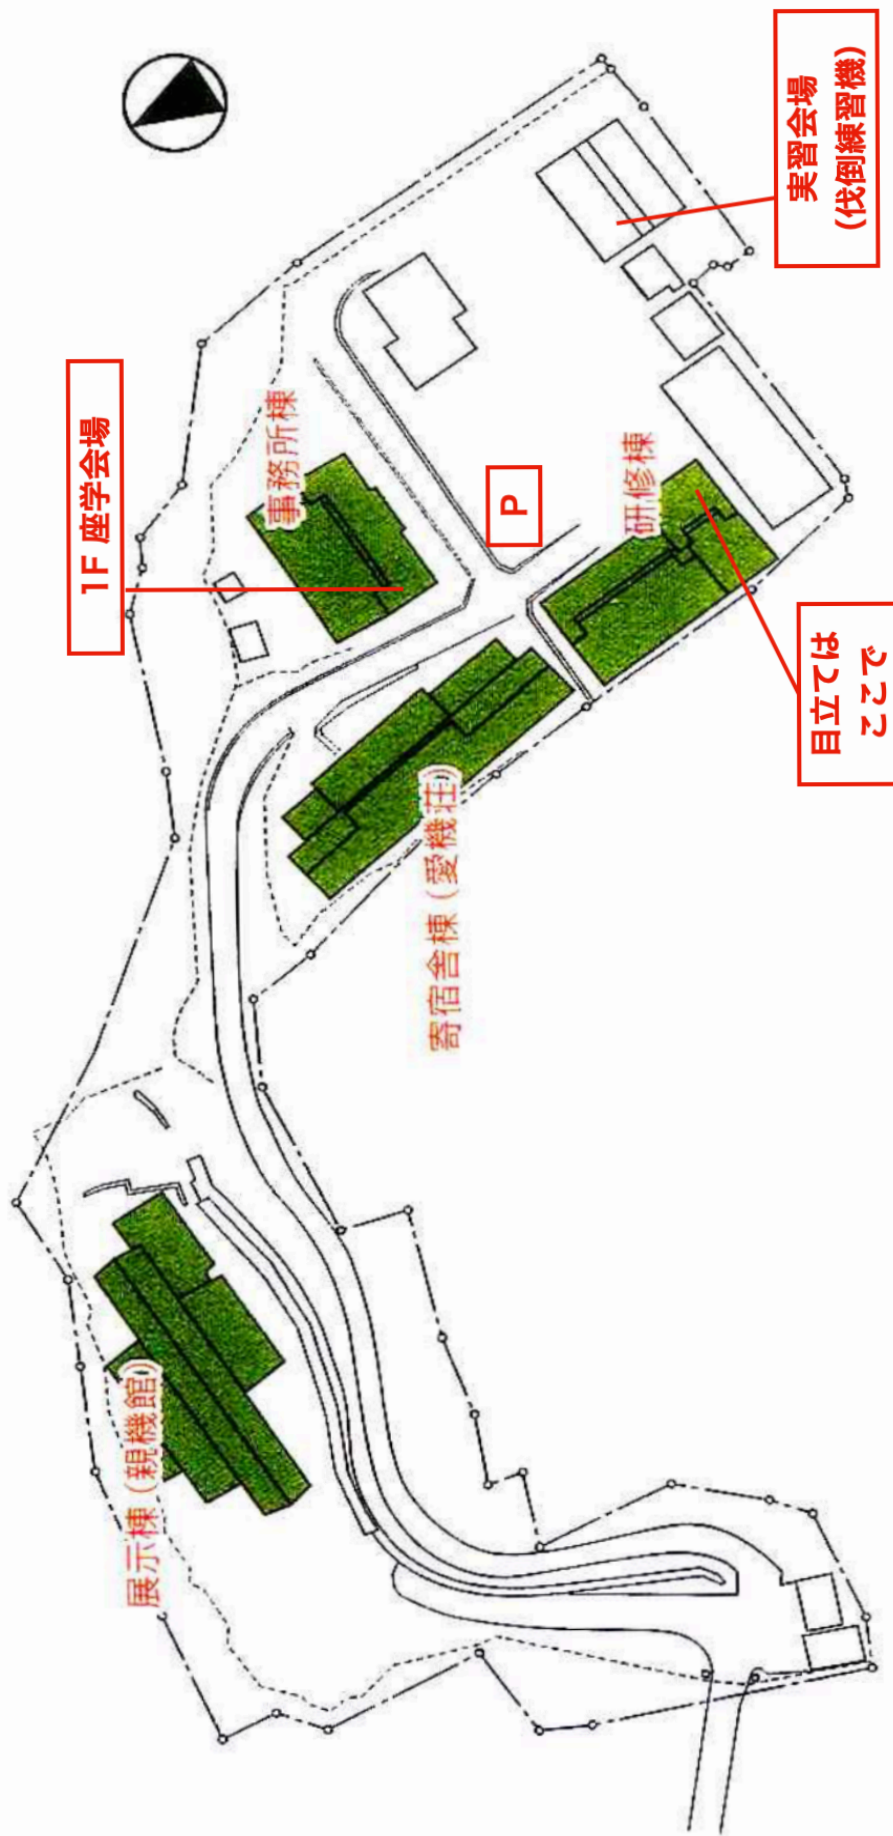 実習会場
(伐倒練習機)
1F 座学会場
事務所棟
P
研修棟
目立ては
ここで
寄宿舎棟（愛機荘）
展示棟（親機館）